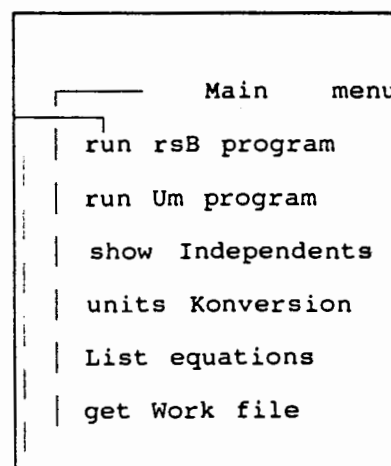 Main menu
run rsB program
run Um program
show Independents
units Konversion
List equations
get Work file